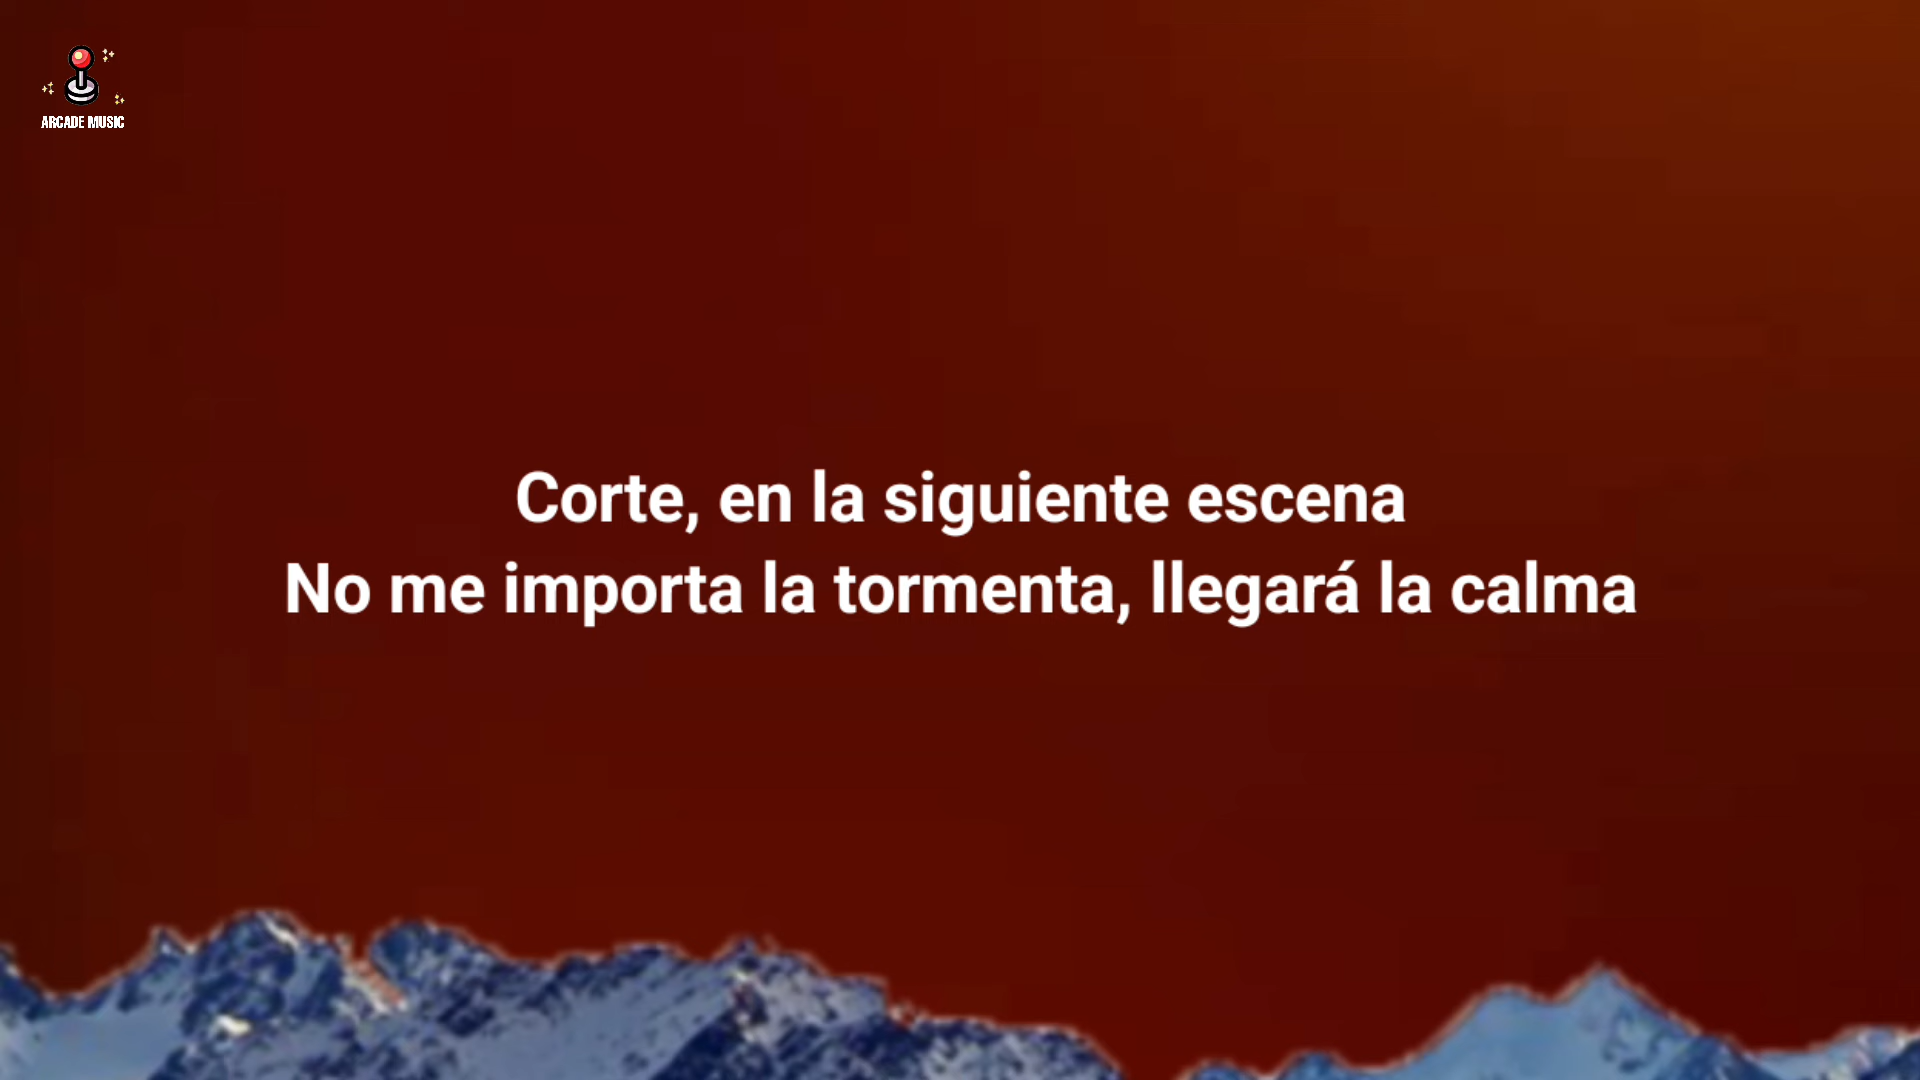 ARCADE MUSIC
Corte, en la siguiente escena
No me importa la tormenta, llegará la calma